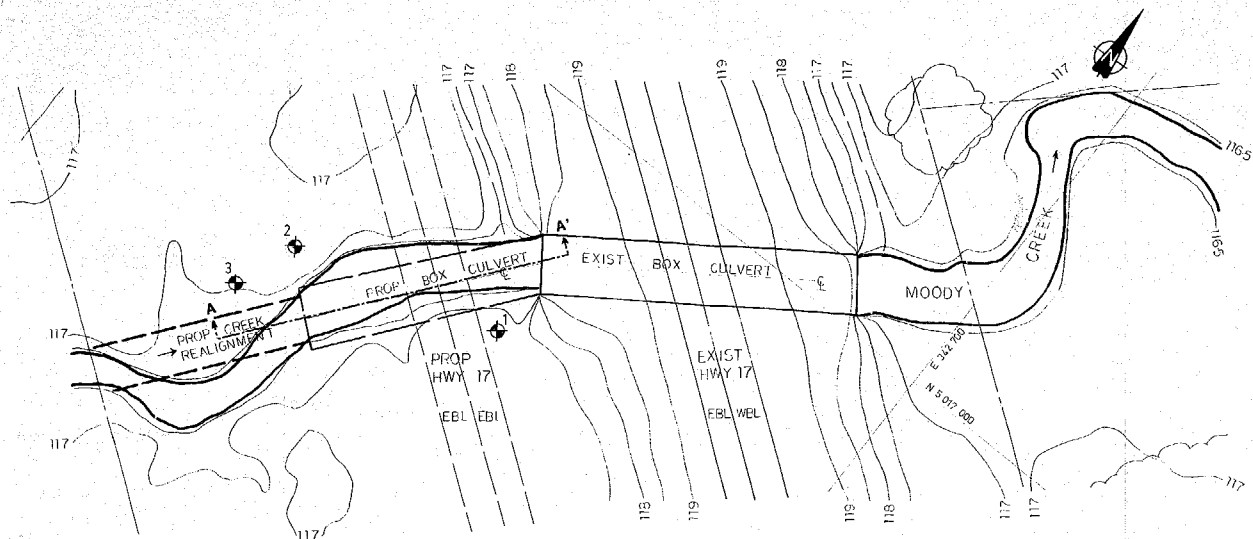 117
117
118
119
119
118
117
117
117
N
117
117
116.5
2
3
1
A
A'
PROP BOX CULVERT
℄
EXIST BOX CULVERT
℄
MOODY
CREEK
PROP CREEK
REALIGNMENT
117
117
117
116.5
PROP
HWY 17
EBL EBL
EXIST
HWY 17
EBL WBL
E 342 700
N 5 017 000
118
119
119
118
117
117
117
117